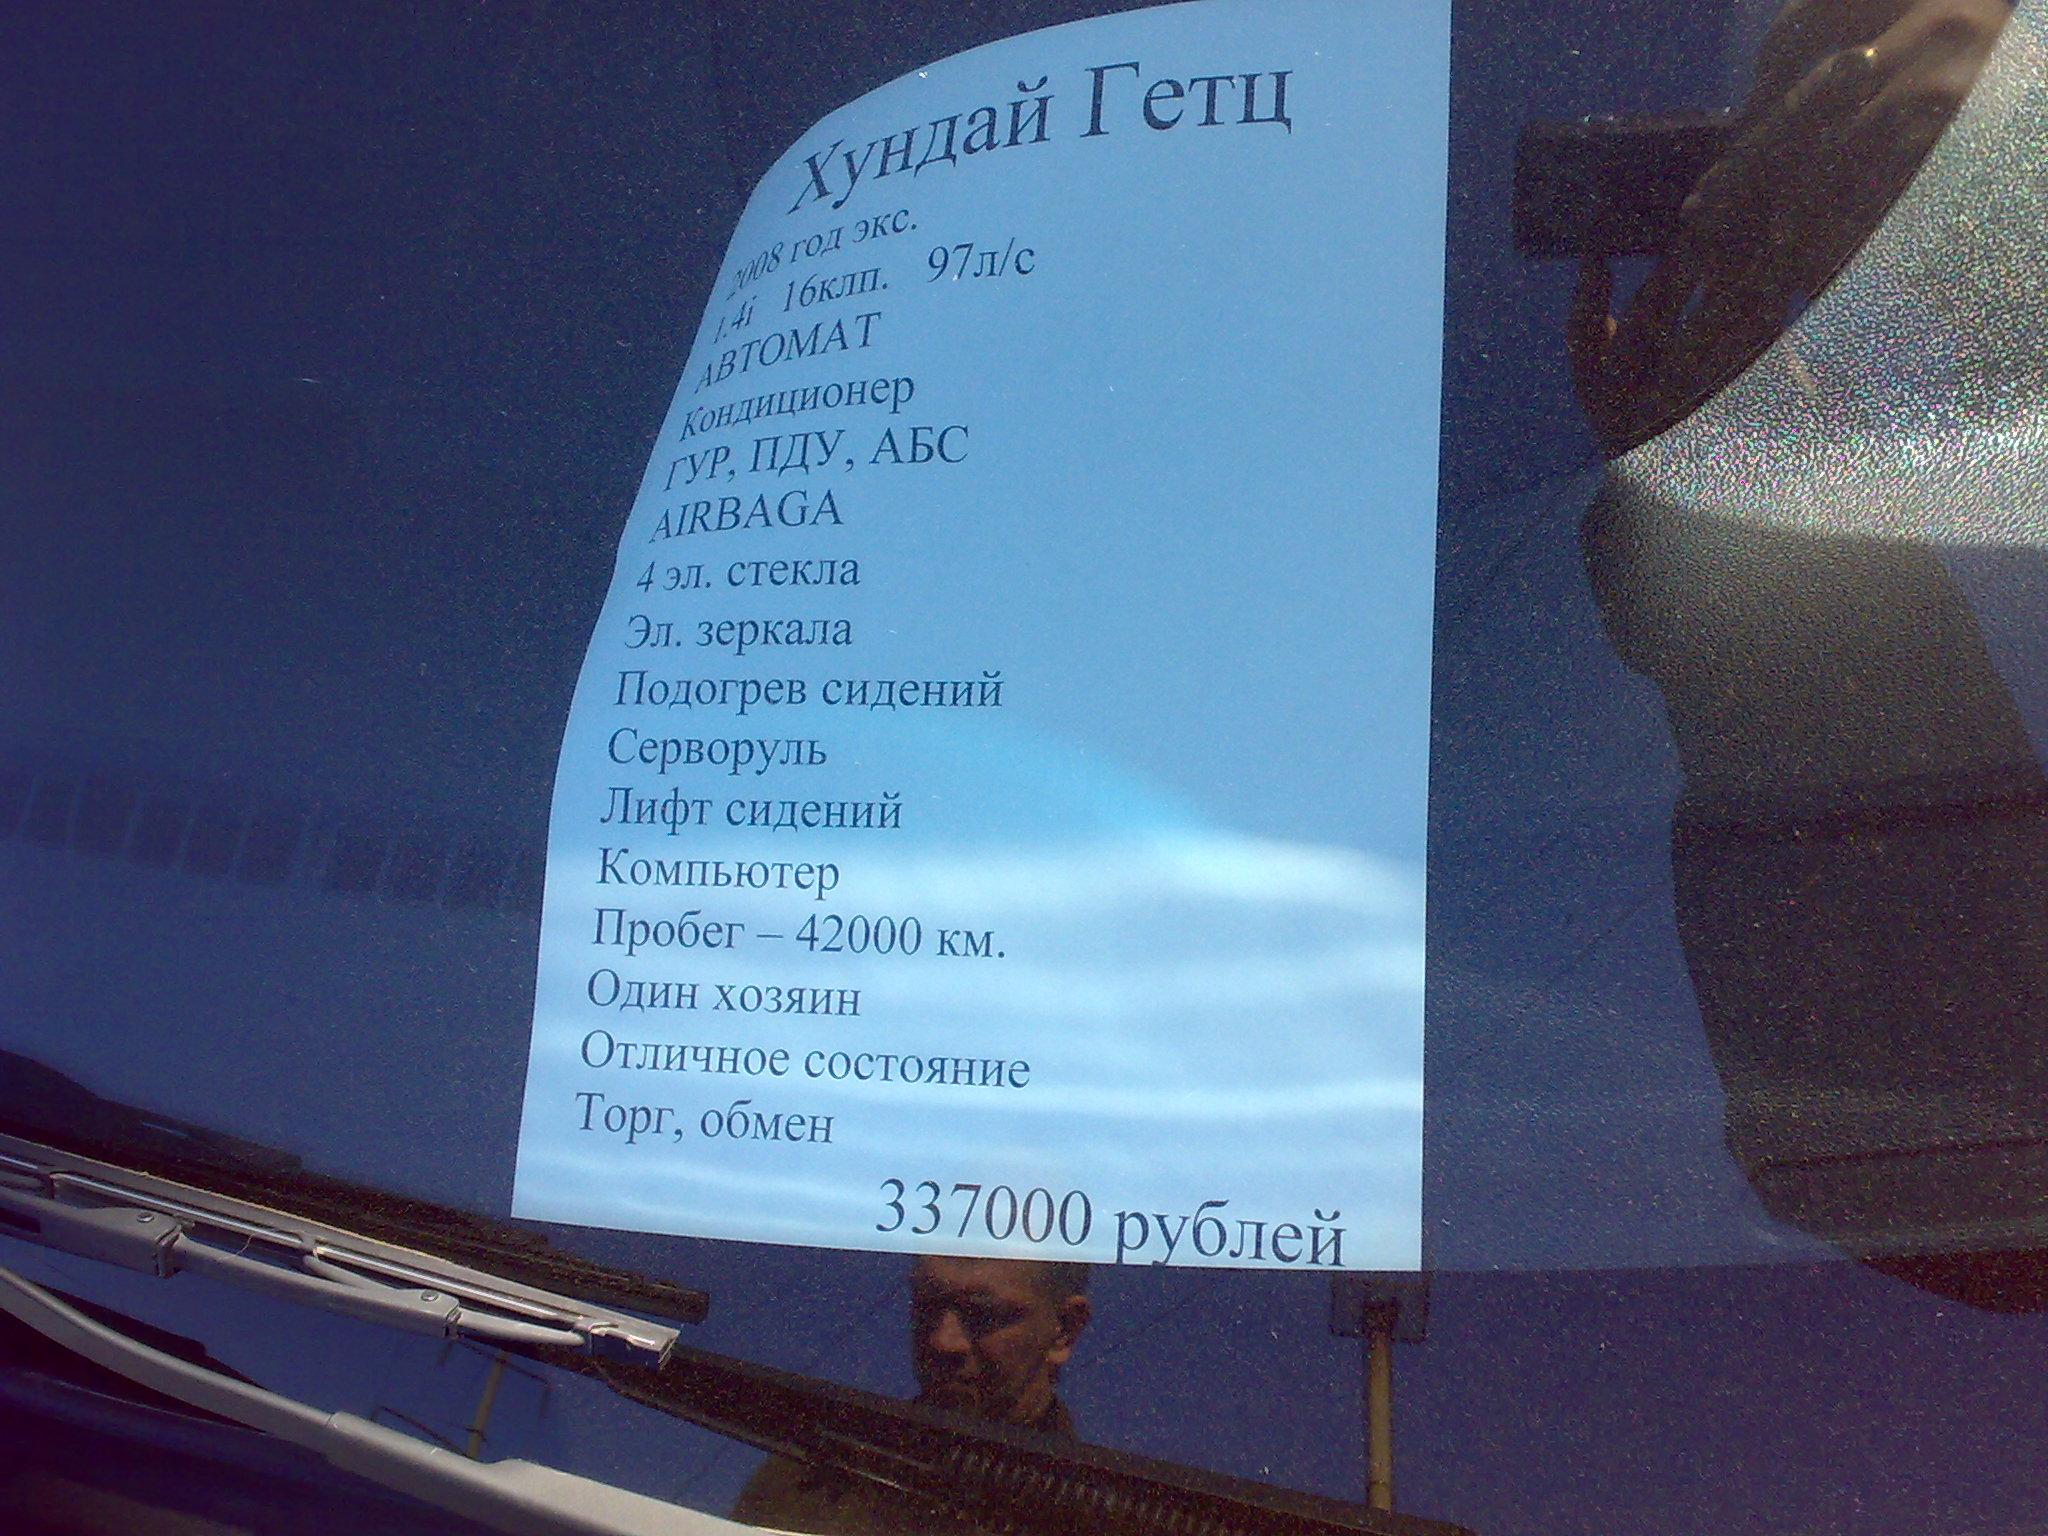 Хундай Гетц
2008 год экс.
1.4i 16клп. 97л/с
АВТОМАТ
Кондиционер
ГУР, ПДУ, АБС
AIRBAGA
4 эл. стекла
Эл. зеркала
Подогрев сидений
Серворуль
Лифт сидений
Компьютер
Пробег – 42000 км.
Один хозяин
Отличное состояние
Торг, обмен
337000 рублей